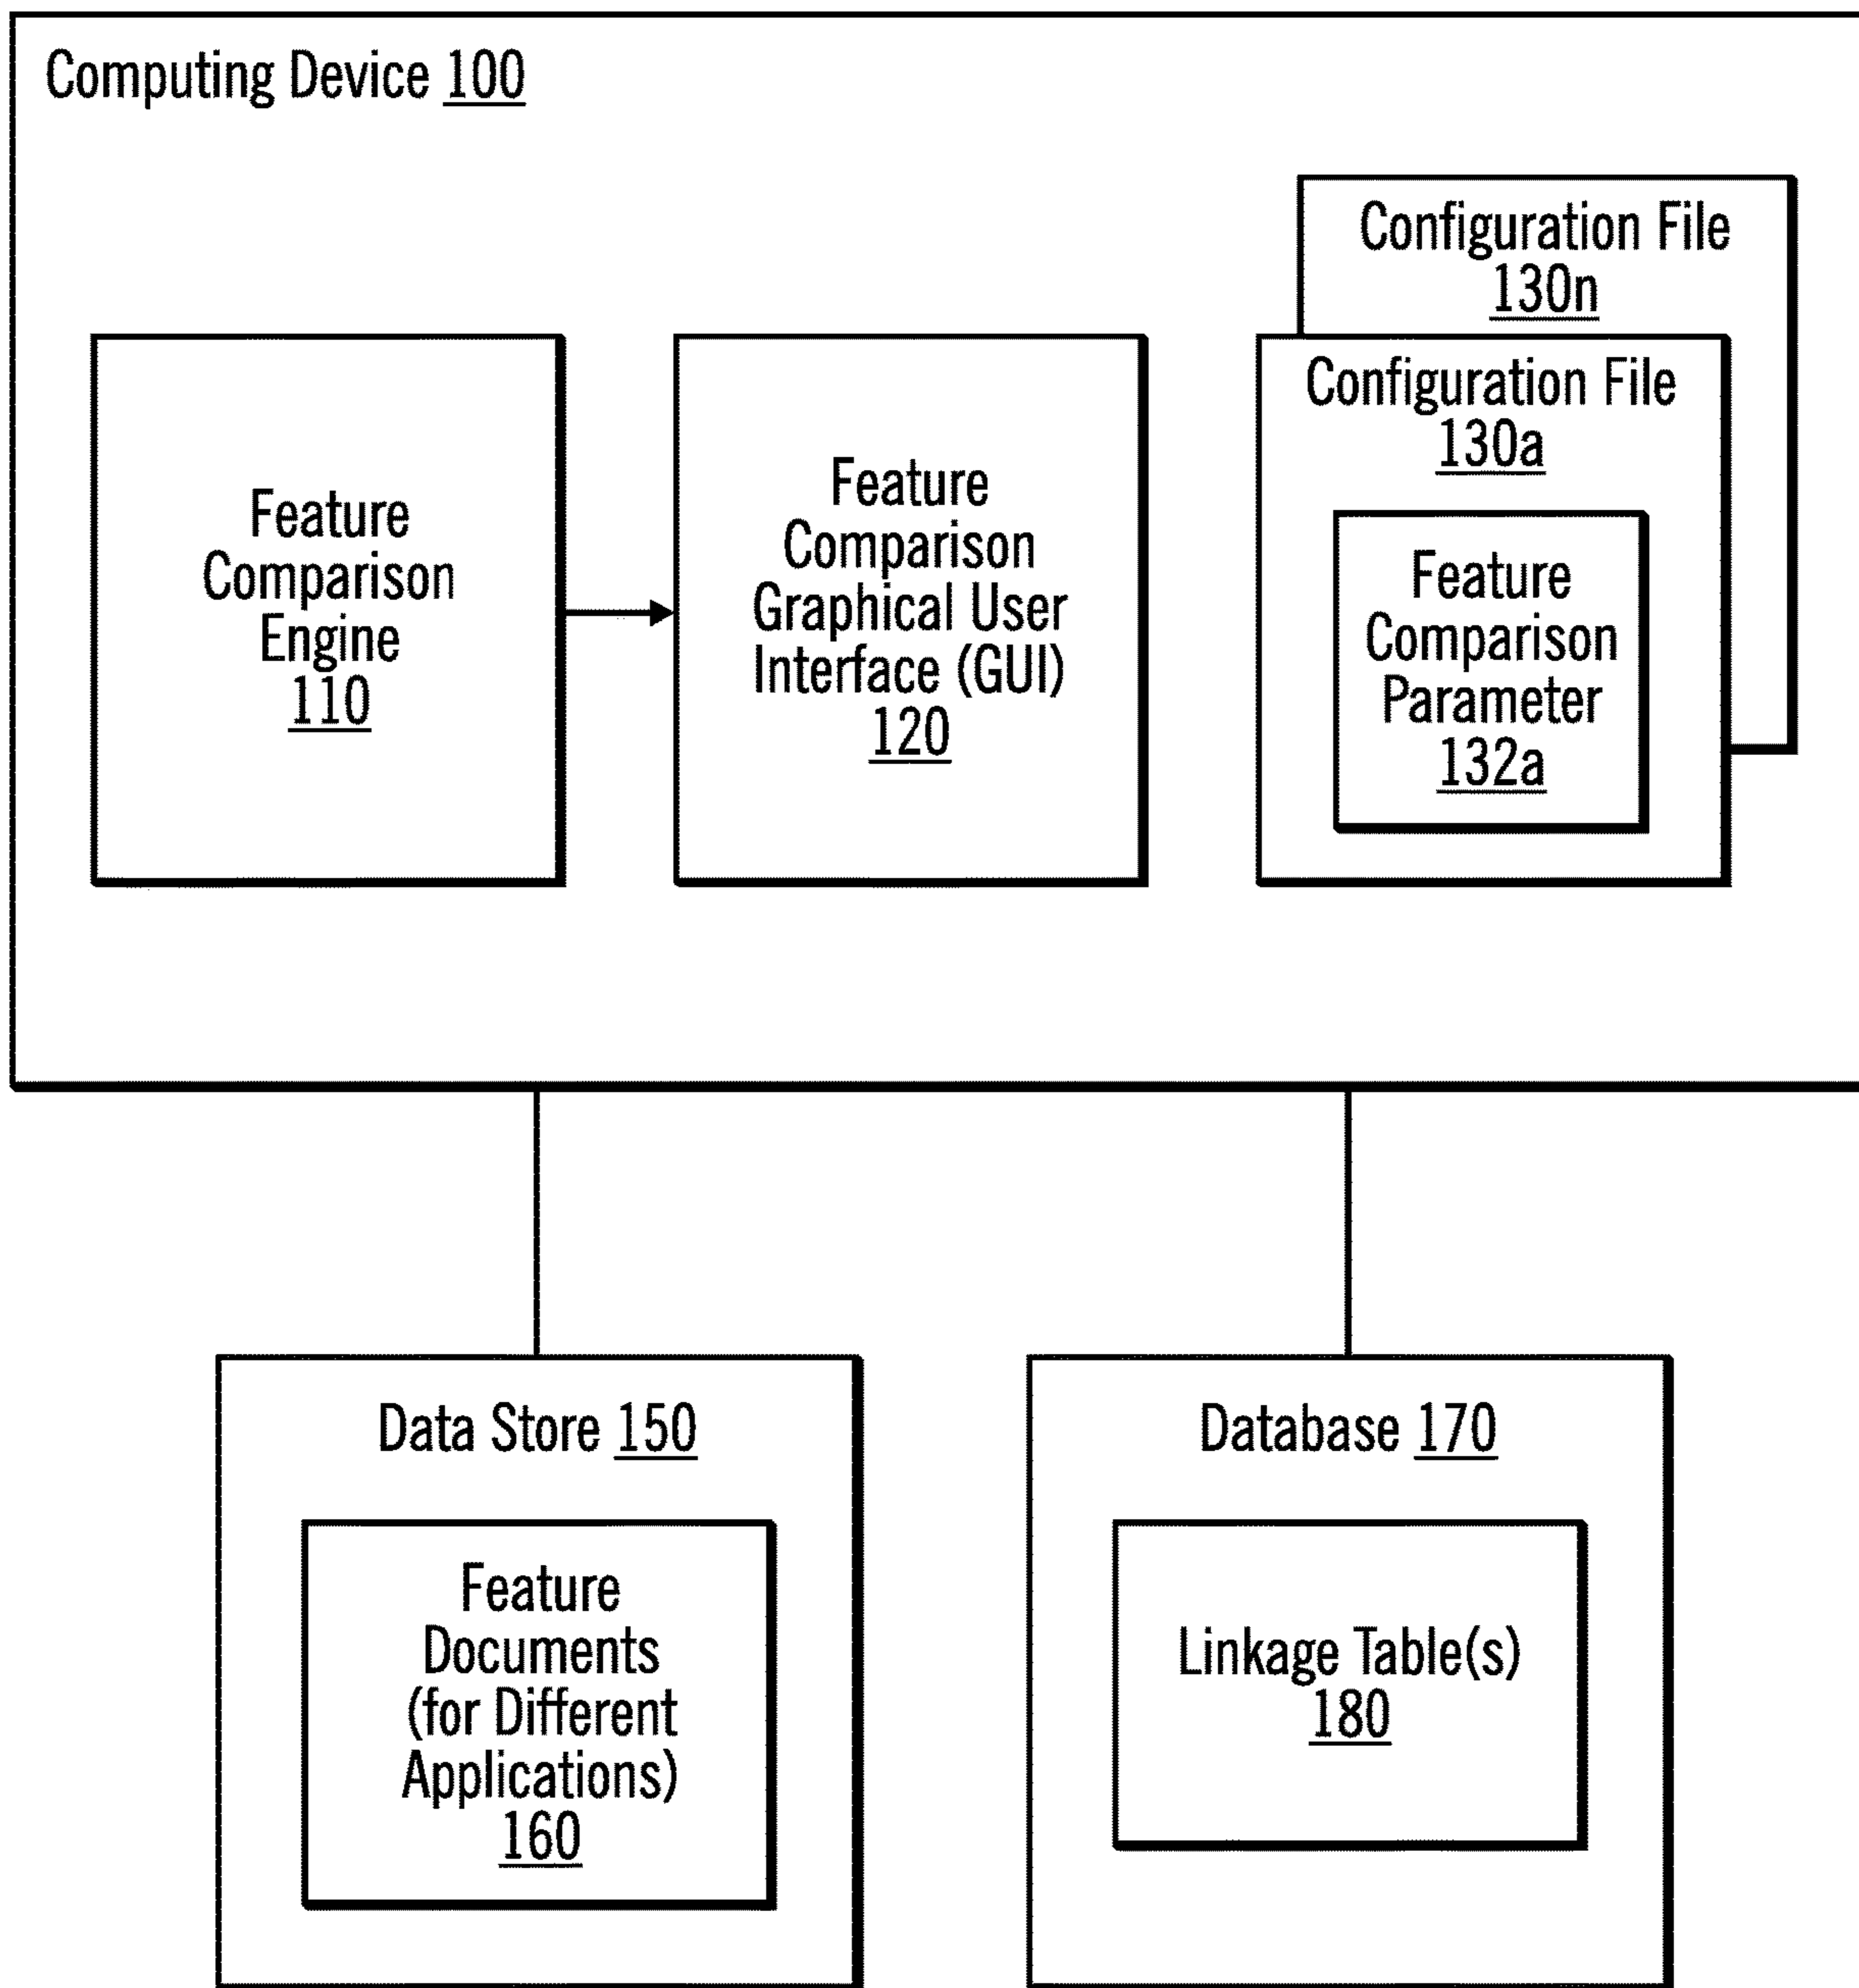 Computing Device 100
Configuration File
130n
Feature
Comparison
Engine
110
Feature
Comparison
Graphical User
Interface (GUI)
120
Configuration File
130a
Feature
Comparison
Parameter
132a
Data Store 150
Feature
Documents
(for Different
Applications)
160
Database 170
Linkage Table(s)
180